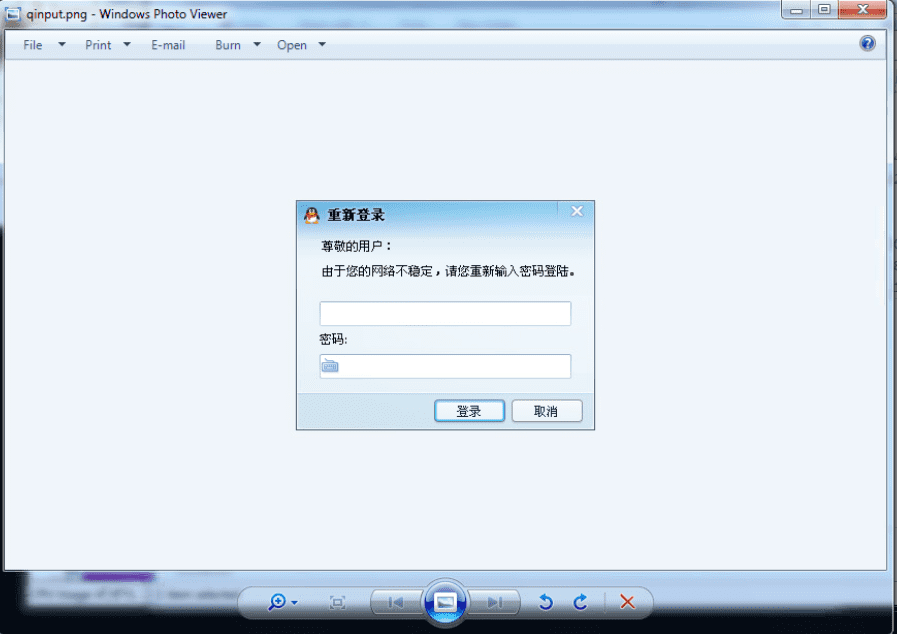 qinput.png - Windows Photo Viewer
File Print E-mail Burn Open
重新登录
尊敬的用户：
由于您的网络不稳定，请您重新输入密码登陆。
密码:
登录 取消